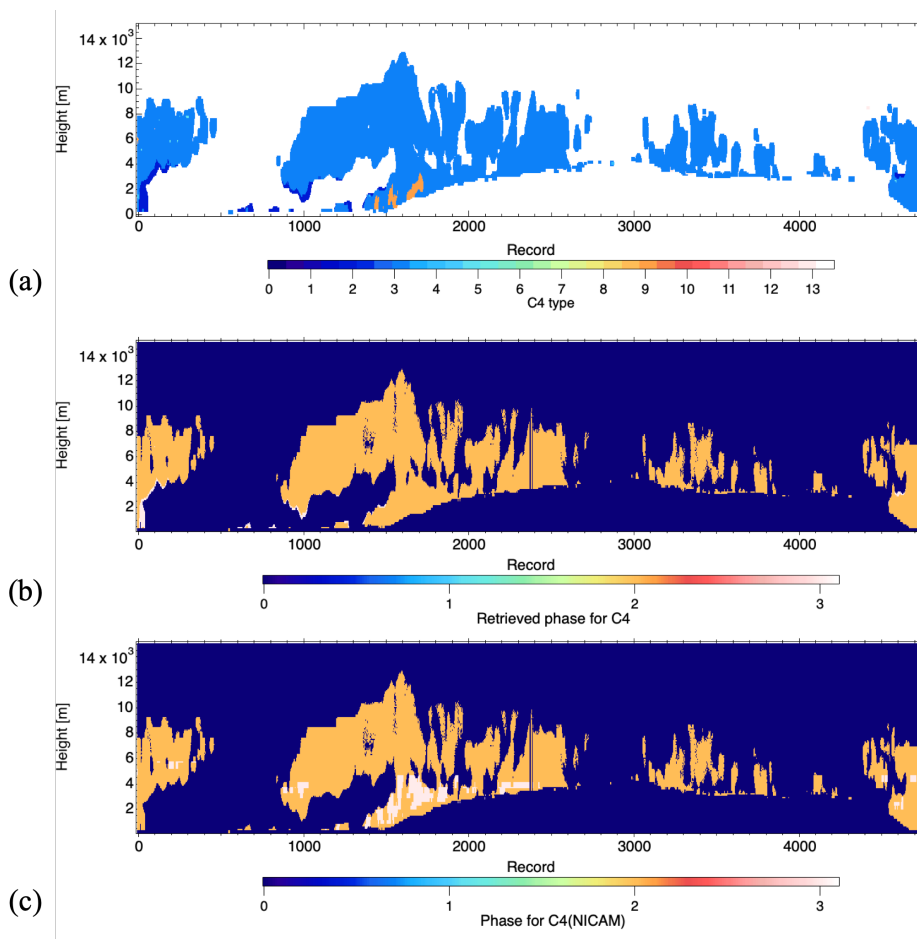 14 x 10³
12
10
8
6
4
2
0
Height [m]
0 1000 2000 3000 4000
Record
0 1 2 3 4 5 6 7 8 9 10 11 12 13
C4 type
(a)
14 x 10³
12
10
8
6
4
2
Height [m]
0 1000 2000 3000 4000
Record
0 1 2 3
Retrieved phase for C4
(b)
14 x 10³
12
10
8
6
4
2
Height [m]
0 1000 2000 3000 4000
Record
0 1 2 3
Phase for C4(NICAM)
(c)